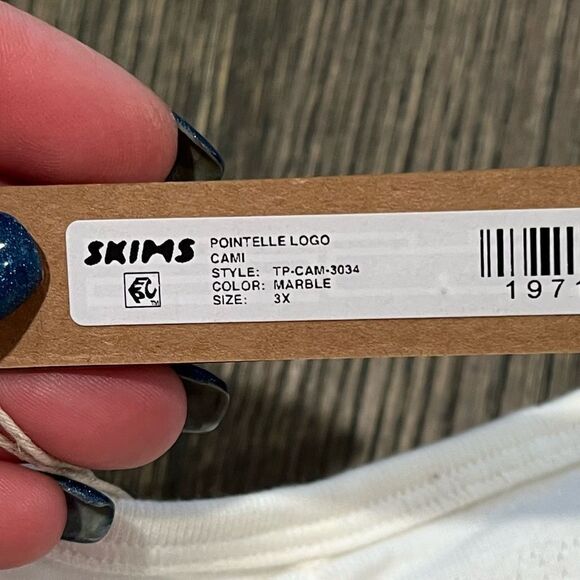 SKIMS
POINTELLE LOGO
CAMI
STYLE: TP-CAM-3034
COLOR: MARBLE
SIZE: 3X
1971